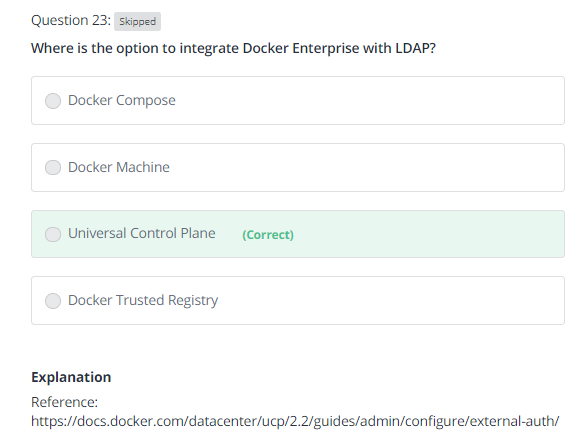 Question 23: Skipped
Where is the option to integrate Docker Enterprise with LDAP?
Docker Compose
Docker Machine
Universal Control Plane (Correct)
Docker Trusted Registry
Explanation
Reference:
https://docs.docker.com/datacenter/ucp/2.2/guides/admin/configure/external-auth/